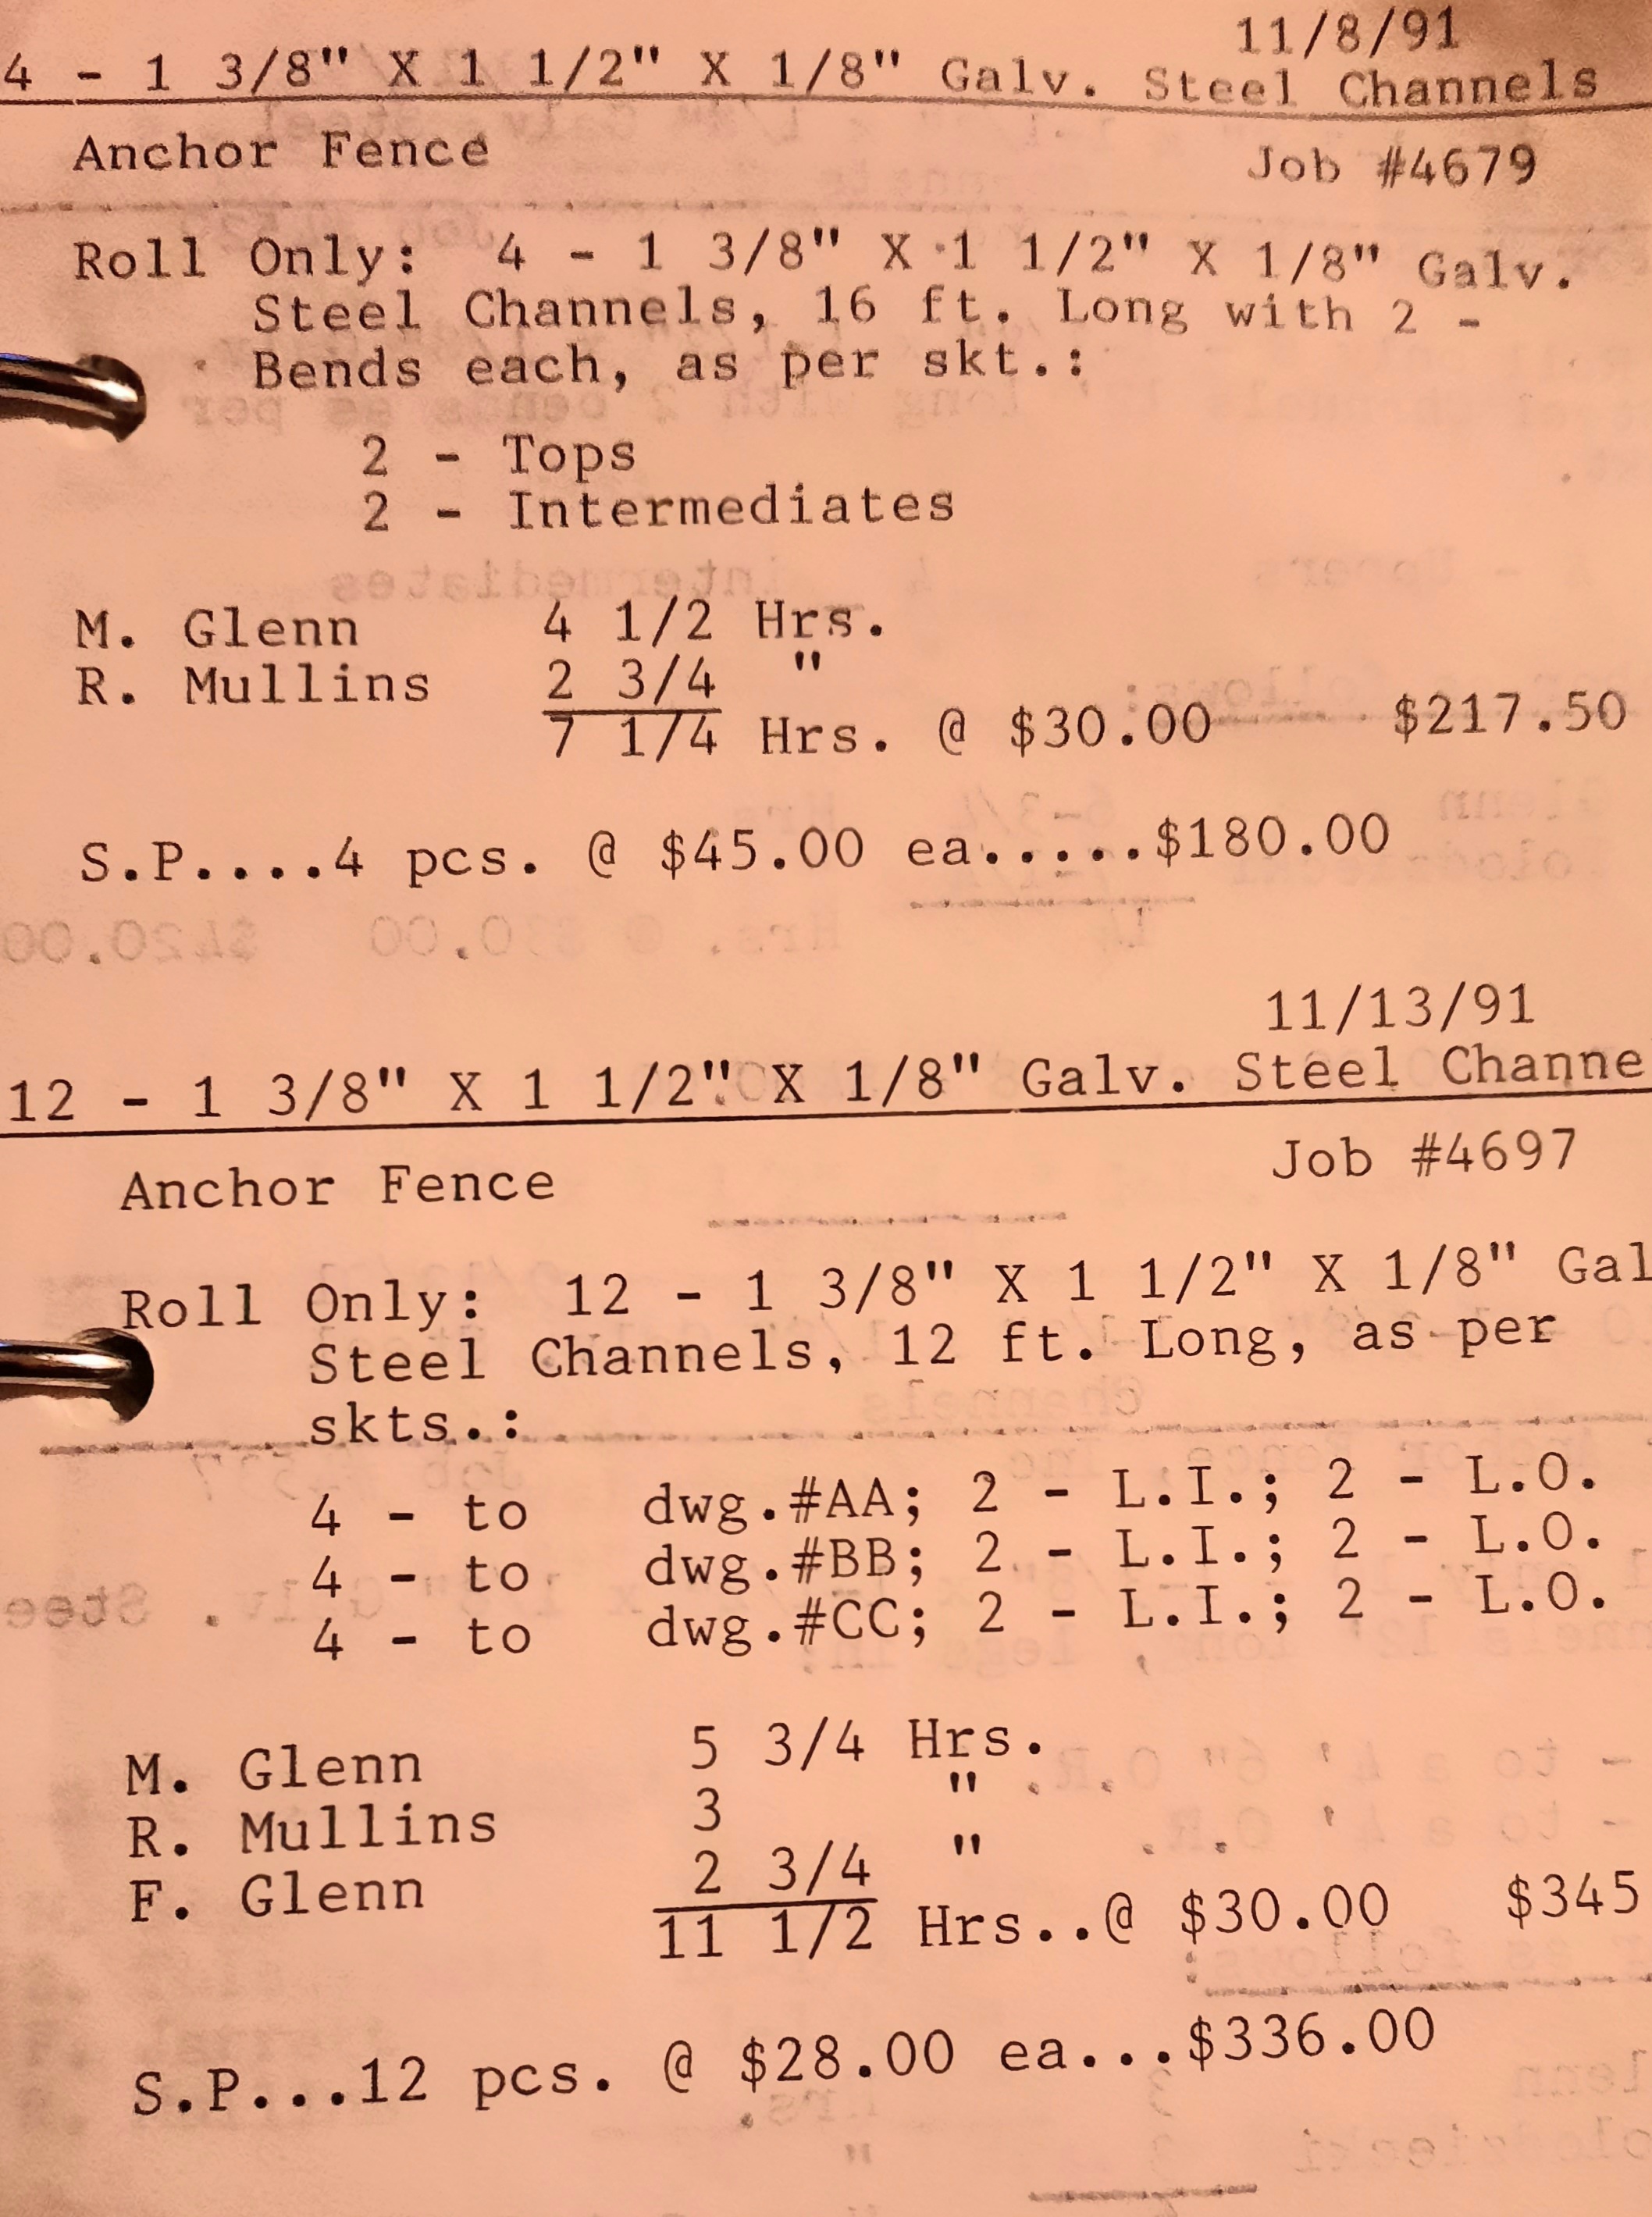 11/8/91
4 - 1 3/8" X 1 1/2" X 1/8" Galv. Steel Channels
Anchor Fence Job #4679
Roll Only: 4 - 1 3/8" X 1 1/2" X 1/8" Galv.
Steel Channels, 16 ft. Long with 2 -
Bends each, as per skt.:
2 - Tops
2 - Intermediates
M. Glenn 4 1/2 Hrs.
R. Mullins 2 3/4 "
7 1/4 Hrs. @ $30.00 $217.50
S.P....4 pcs. @ $45.00 ea.....$180.00
11/13/91
12 - 1 3/8" X 1 1/2" X 1/8" Galv. Steel Channe
Anchor Fence Job #4697
Roll Only: 12 - 1 3/8" X 1 1/2" X 1/8" Gal
Steel Channels, 12 ft. Long, as per
skts.:
4 - to dwg.#AA; 2 - L.I.; 2 - L.O.
4 - to dwg.#BB; 2 - L.I.; 2 - L.O.
4 - to dwg.#CC; 2 - L.I.; 2 - L.O.
M. Glenn 5 3/4 Hrs.
R. Mullins 3 "
F. Glenn 2 3/4 "
11 1/2 Hrs..@ $30.00 $345
S.P...12 pcs. @ $28.00 ea...$336.00